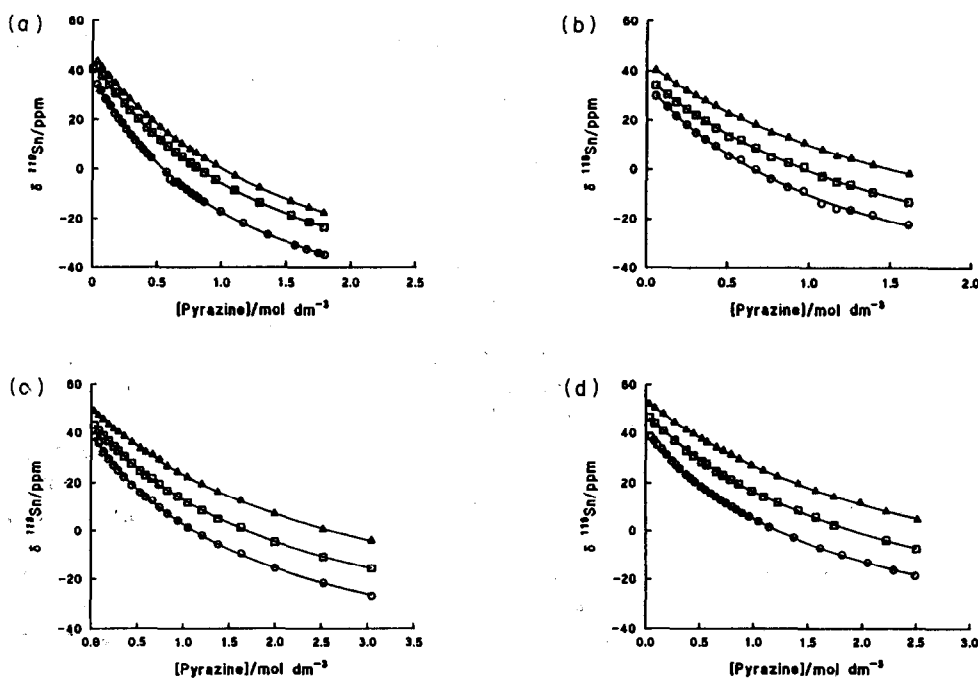 (a)
60
40
20
0
-20
-40
δ ¹¹⁹Sn/ppm
0 0.5 1.0 1.5 2.0 2.5
[Pyrazine]/mol dm⁻³
(b)
60
40
20
0
-20
-40
δ ¹¹⁹Sn/ppm
0.0 0.5 1.0 1.5 2.0
[Pyrazine]/mol dm⁻³
(c)
60
40
20
0
-20
-40
δ ¹¹⁹Sn/ppm
0.0 0.5 1.0 1.5 2.0 2.5 3.0 3.5
[Pyrazine]/mol dm⁻³
(d)
60
40
20
0
-20
-40
δ ¹¹⁹Sn/ppm
0.0 0.5 1.0 1.5 2.0 2.5 3.0
[Pyrazine]/mol dm⁻³